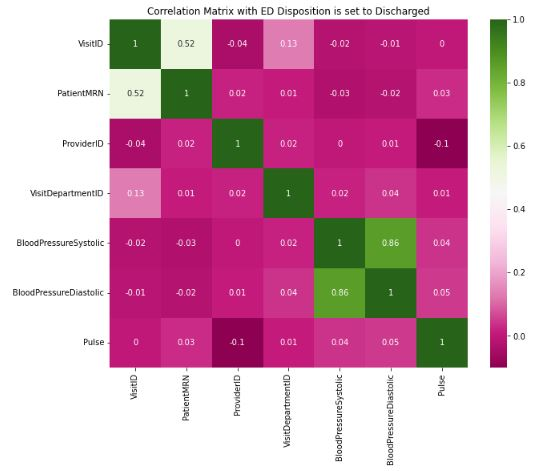 Correlation Matrix with ED Disposition is set to Discharged
VisitID 1 0.52 -0.04 0.13 -0.02 -0.01 0
PatientMRN 0.52 1 0.02 0.01 -0.03 -0.02 0.03
ProviderID -0.04 0.02 1 0.02 0 0.01 -0.1
VisitDepartmentID 0.13 0.01 0.02 1 0.02 0.04 0.01
BloodPressureSystolic -0.02 -0.03 0 0.02 1 0.86 0.04
BloodPressureDiastolic -0.01 -0.02 0.01 0.04 0.86 1 0.05
Pulse 0 0.03 -0.1 0.01 0.04 0.05 1
VisitID
PatientMRN
ProviderID
VisitDepartmentID
BloodPressureSystolic
BloodPressureDiastolic
Pulse
1.0
0.8
0.6
0.4
0.2
0.0